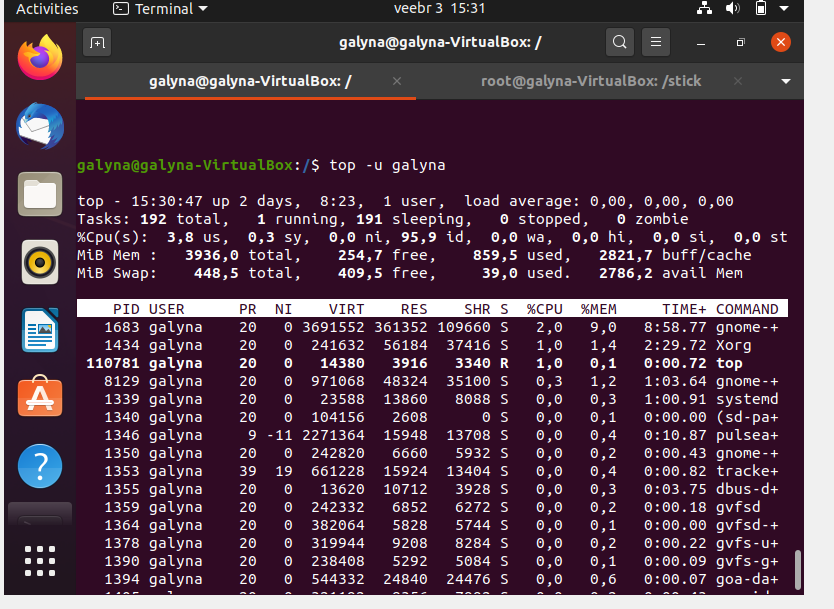 Activities Terminal veebr 3 15:31
galyna@galyna-VirtualBox: /
galyna@galyna-VirtualBox: / × root@galyna-VirtualBox: /stick ×
galyna@galyna-VirtualBox:/$ top -u galyna
top - 15:30:47 up 2 days, 8:23, 1 user, load average: 0,00, 0,00, 0,00
Tasks: 192 total, 1 running, 191 sleeping, 0 stopped, 0 zombie
%Cpu(s): 3,8 us, 0,3 sy, 0,0 ni, 95,9 id, 0,0 wa, 0,0 hi, 0,0 si, 0,0 st
MiB Mem : 3936,0 total, 254,7 free, 859,5 used, 2821,7 buff/cache
MiB Swap: 448,5 total, 409,5 free, 39,0 used. 2786,2 avail Mem
PID USER PR NI VIRT RES SHR S %CPU %MEM TIME+ COMMAND
1683 galyna 20 0 3691552 361352 109660 S 2,0 9,0 8:58.77 gnome-+
1434 galyna 20 0 241632 56184 37416 S 1,0 1,4 2:29.72 Xorg
110781 galyna 20 0 14380 3916 3340 R 1,0 0,1 0:00.72 top
8129 galyna 20 0 971068 48324 35100 S 0,3 1,2 1:03.64 gnome-+
1339 galyna 20 0 23588 13860 8088 S 0,0 0,3 1:00.91 systemd
1340 galyna 20 0 104156 2608 0 S 0,0 0,1 0:00.00 (sd-pa+
1346 galyna 9 -11 2271364 15948 13708 S 0,0 0,4 0:10.87 pulsea+
1350 galyna 20 0 242820 6660 5932 S 0,0 0,2 0:00.43 gnome-+
1353 galyna 39 19 661228 15924 13404 S 0,0 0,4 0:00.82 tracke+
1355 galyna 20 0 13620 10712 3928 S 0,0 0,3 0:03.75 dbus-d+
1359 galyna 20 0 242332 6852 6272 S 0,0 0,2 0:00.18 gvfsd
1364 galyna 20 0 382064 5828 5744 S 0,0 0,1 0:00.00 gvfsd-+
1378 galyna 20 0 319944 9208 8284 S 0,0 0,2 0:00.22 gvfs-u+
1390 galyna 20 0 238408 5292 5084 S 0,0 0,1 0:00.09 gvfs-g+
1394 galyna 20 0 544332 24840 24476 S 0,0 0,6 0:00.07 goa-da+